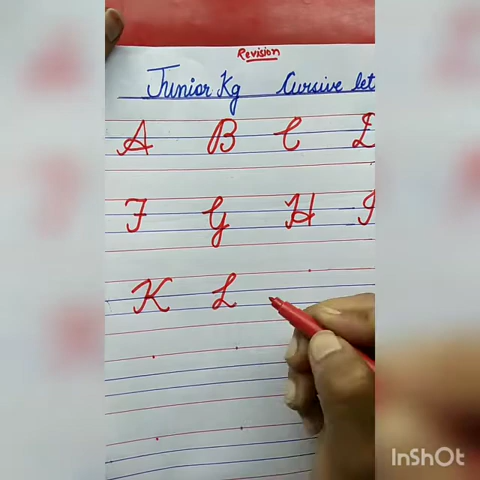 Revision
Junior Kg Cursive let
A B C D
F G H I
K L
InShOt